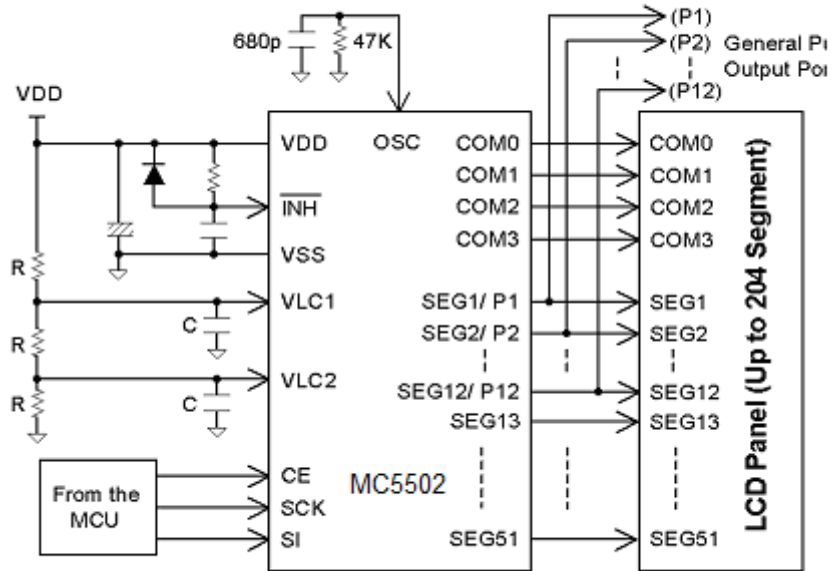 680p
47K
(P1)
(P2)
General Pu
Output Por
(P12)
VDD
VDD
OSC
COM0
COM0
COM1
COM1
INH
COM2
COM2
COM3
COM3
VSS
R
VLC1
SEG1/ P1
SEG1
C
SEG2/ P2
SEG2
R
VLC2
SEG12/ P12
SEG12
R
C
SEG13
SEG13
LCD Panel (Up to 204 Segment)
From the
MCU
CE
SCK
SI
MC5502
SEG51
SEG51